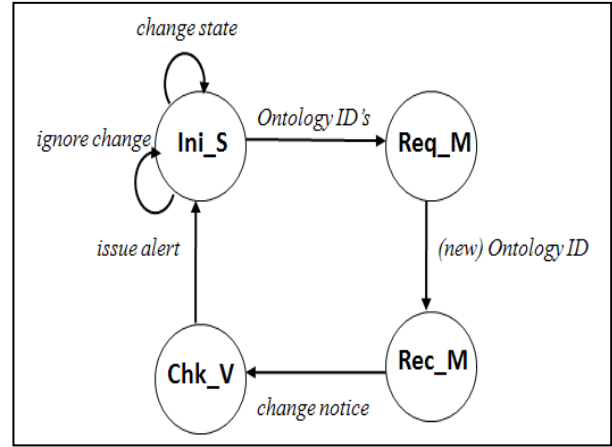 change state
Ontology ID's
ignore change
Ini_S
Req_M
issue alert
(new) Ontology ID
Chk_V
Rec_M
change notice